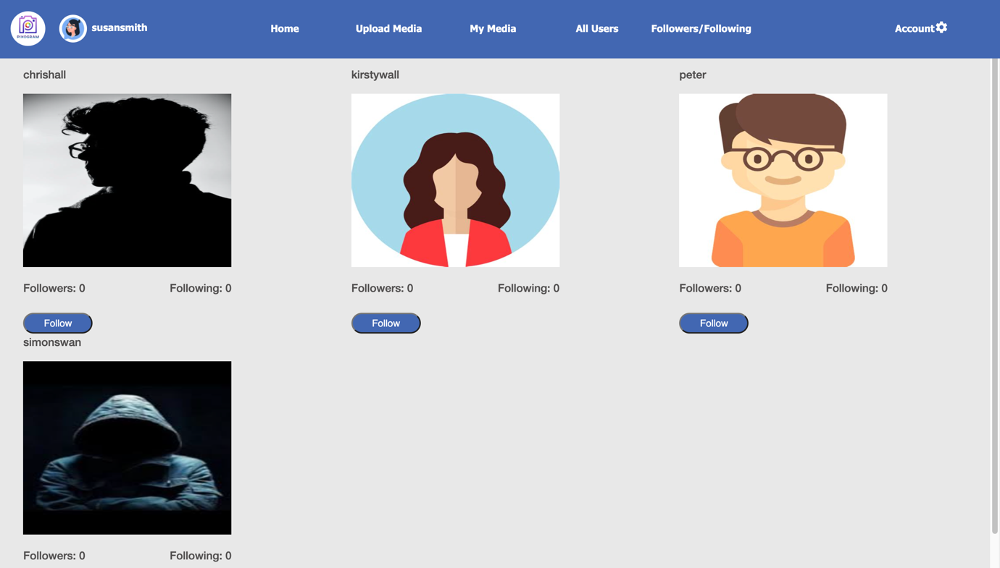 PIXOGRAM
susansmith
Home
Upload Media
My Media
All Users
Followers/Following
Account
chrishall
kirstywall
peter
Followers: 0
Following: 0
Followers: 0
Following: 0
Followers: 0
Following: 0
Follow
Follow
Follow
simonswan
Followers: 0
Following: 0